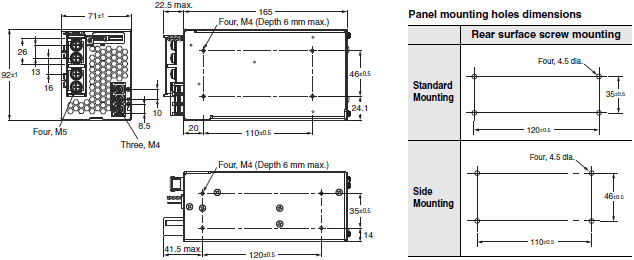 22.5 max.
71±1
165
Four, M4 (Depth 6 mm max.)
26
13
16
92±1
46±0.5
24.1
10
8.5
20
110±0.5
Four, M5
Three, M4
Four, M4 (Depth 6 mm max.)
35±0.5
14
41.5 max.
120±0.5
Panel mounting holes dimensions
Rear surface screw mounting
Standard
Mounting
Four, 4.5 dia.
35±0.5
120±0.5
Side
Mounting
Four, 4.5 dia.
46±0.5
110±0.5